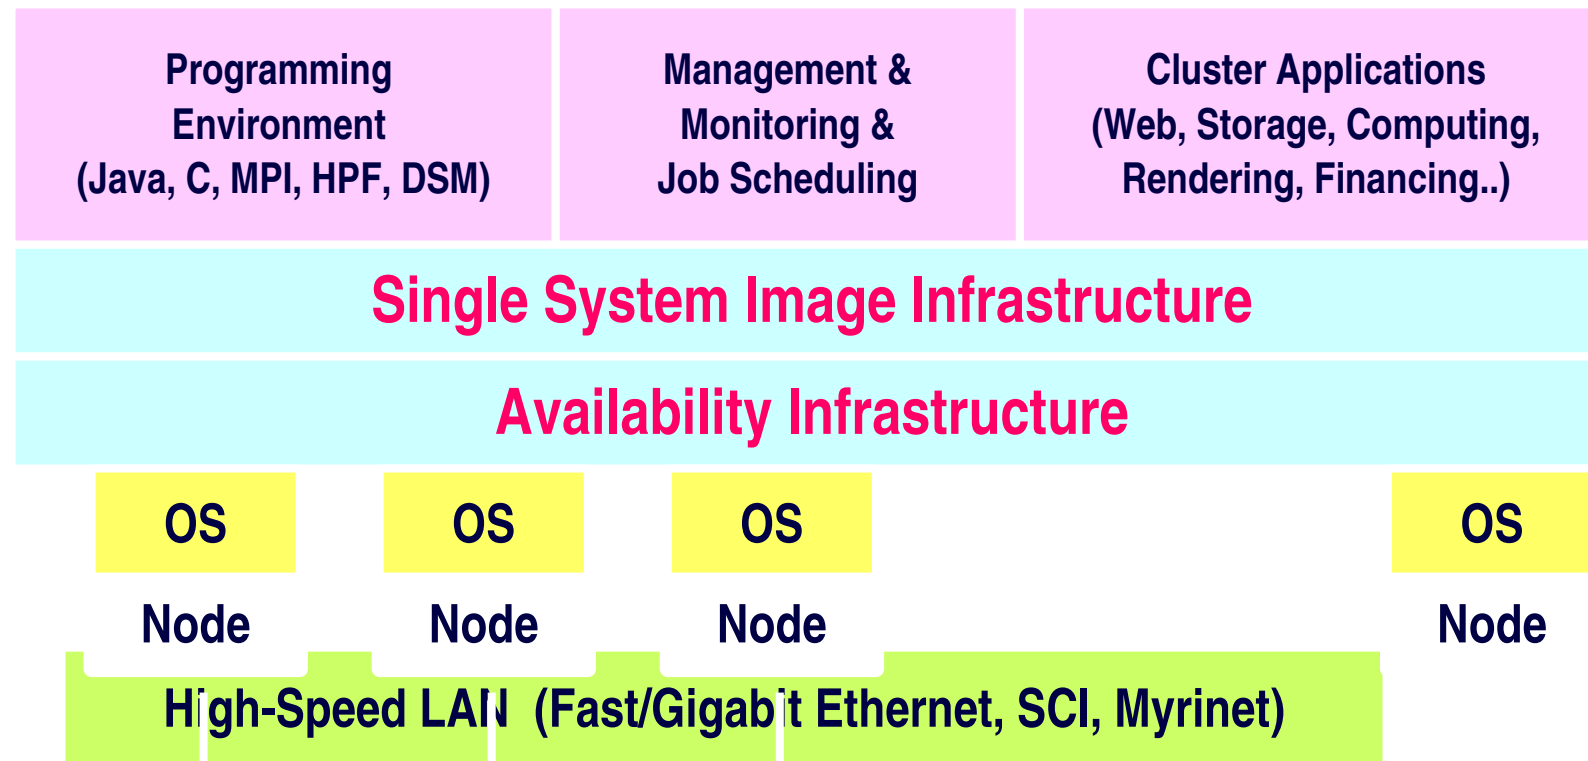 Programming
Environment
(Java, C, MPI, HPF, DSM)
Management &
Monitoring &
Job Scheduling
Cluster Applications
(Web, Storage, Computing,
Rendering, Financing..)
Single System Image Infrastructure
Availability Infrastructure
OS OS OS OS
Node Node Node Node
High-Speed LAN (Fast/Gigabit Ethernet, SCI, Myrinet)